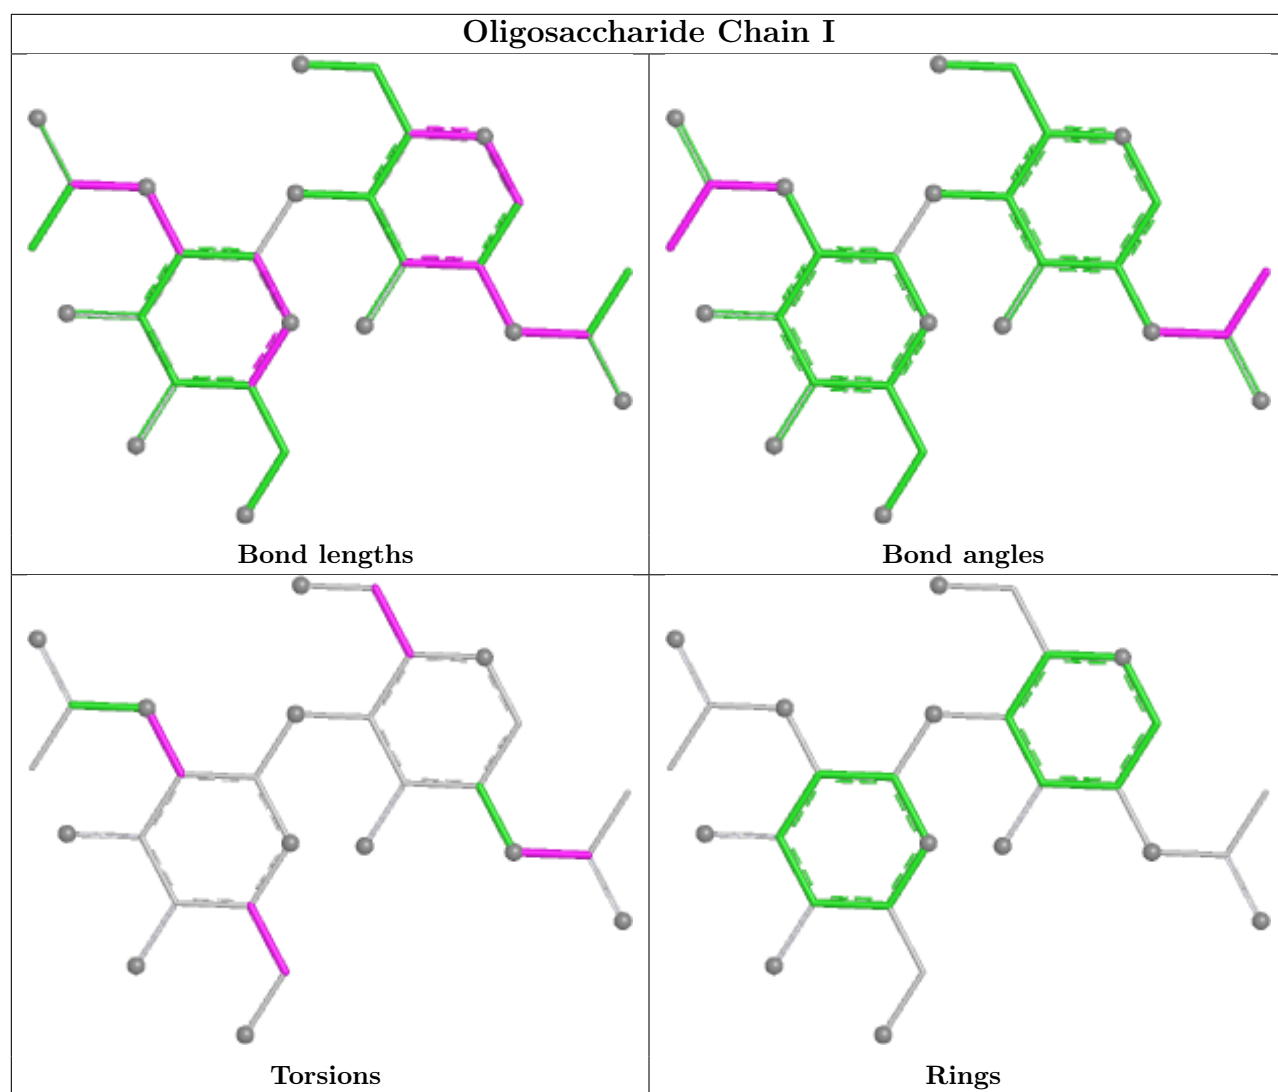 Oligosaccharide Chain I
Bond lengths
Bond angles
Torsions
Rings